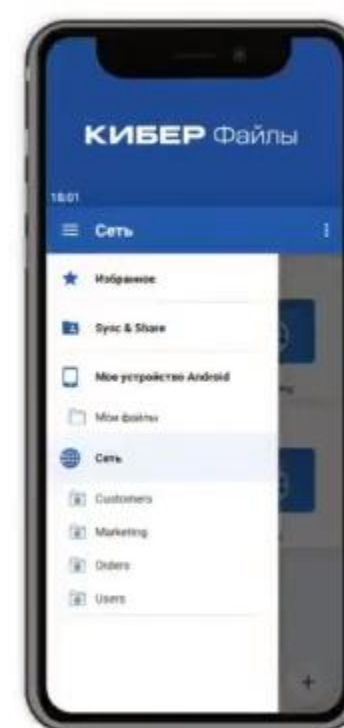 КИБЕР Файлы
18:01
Сеть
Избранное
Sync & Share
Мое устройство Android
Мои файлы
Сеть
Customers
Marketing
Orders
Users